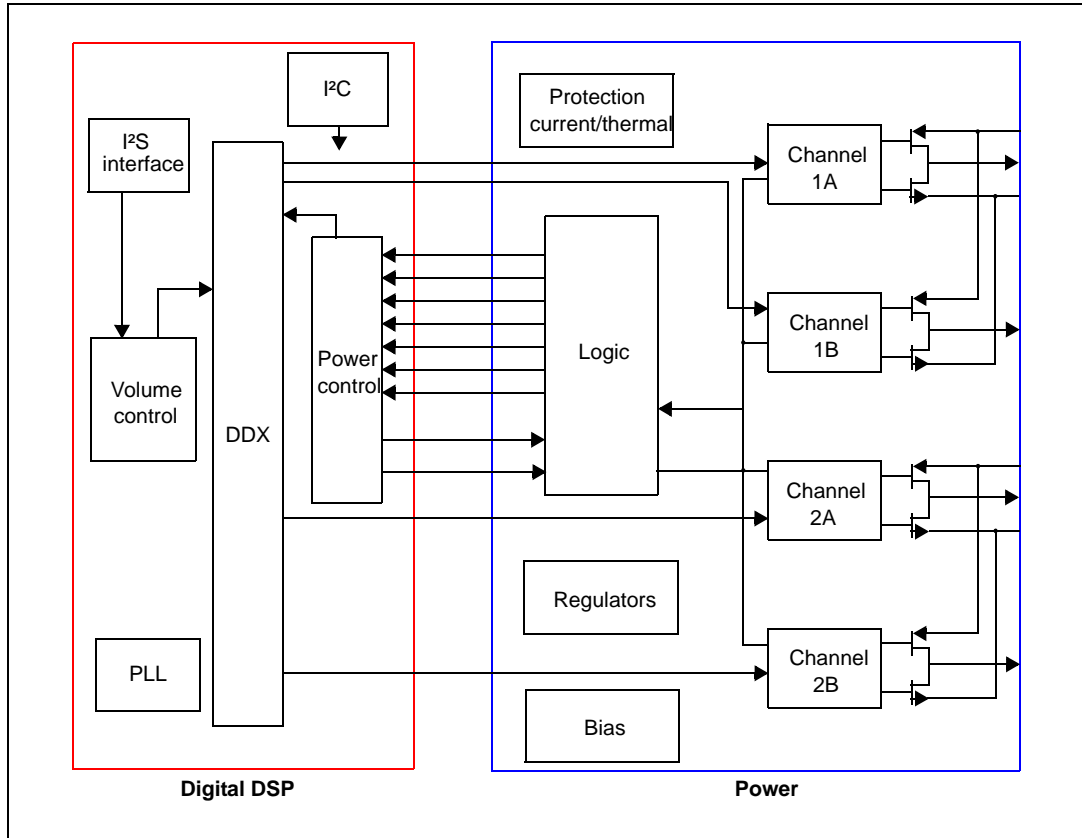 I²C
Protection
current/thermal
I²S
interface
Channel
1A
Channel
1B
Logic
Power
control
Volume
control
DDX
Channel
2A
Regulators
PLL
Channel
2B
Bias
Digital DSP
Power